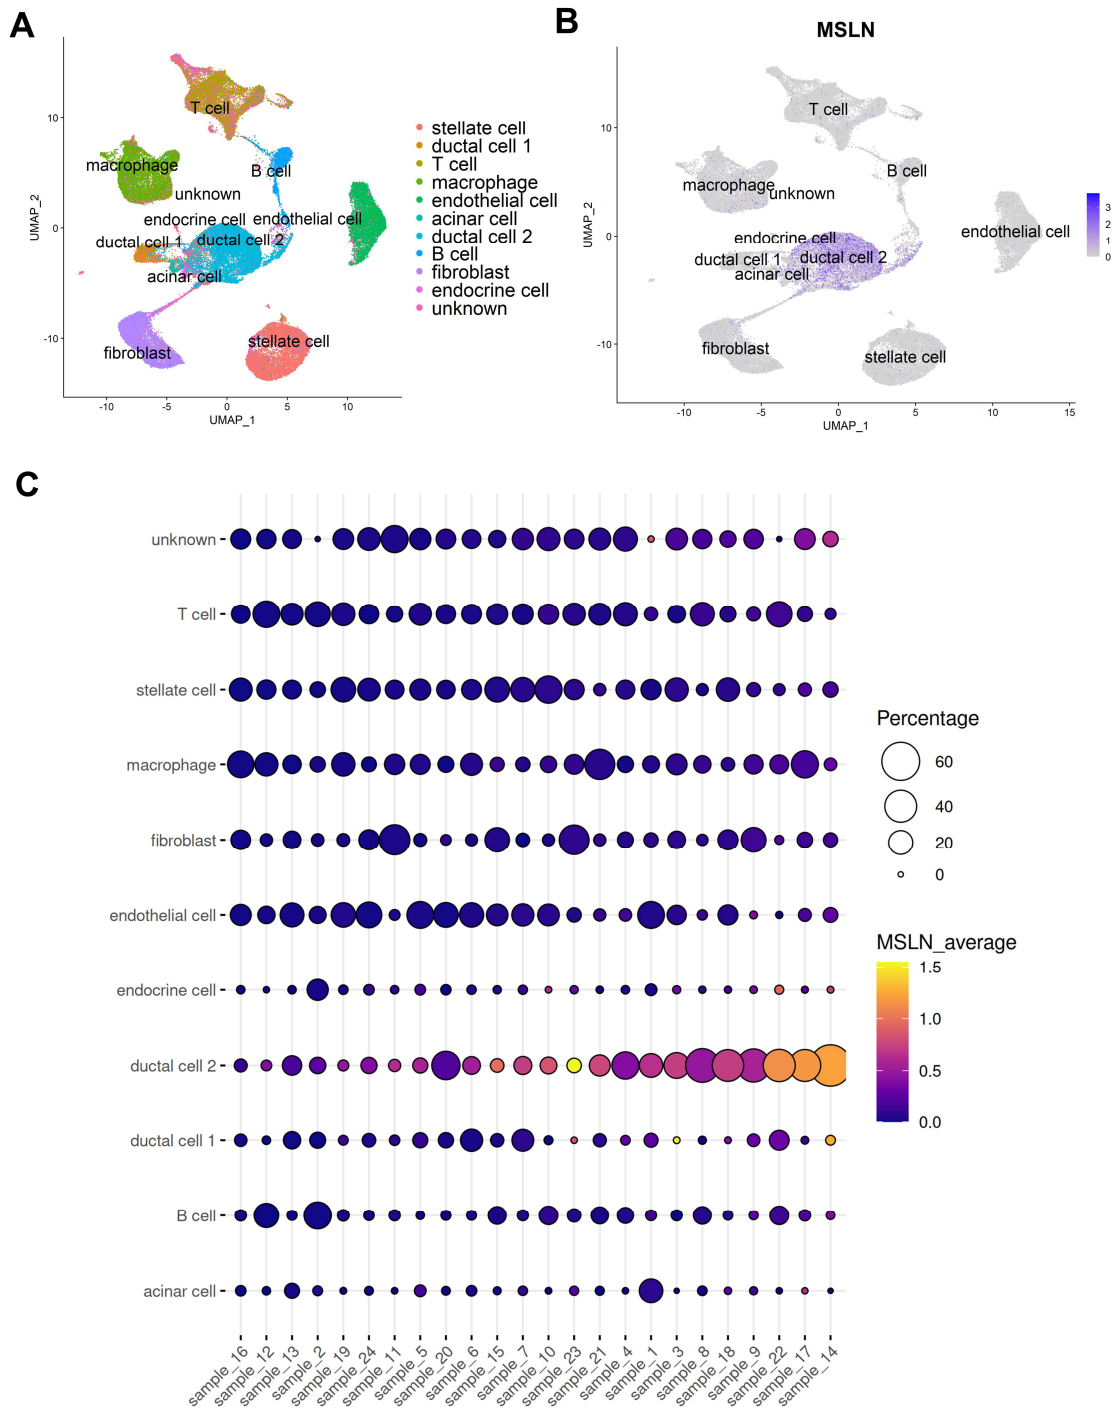 A
10
0
-10
UMAP_2
-10
-5
0
5
10
UMAP_1
T cell
macrophage
B cell
unknown
endocrine cell
endothelial cell
ductal cell 1
ductal cell 2
acinar cell
fibroblast
stellate cell
stellate cell
ductal cell 1
T cell
macrophage
endothelial cell
acinar cell
ductal cell 2
B cell
fibroblast
endocrine cell
unknown
B
MSLN
10
0
-10
UMAP_2
-10
-5
0
5
10
15
UMAP_1
T cell
B cell
macrophage
unknown
endocrine cell
endothelial cell
ductal cell 1
ductal cell 2
acinar cell
fibroblast
stellate cell
3
2
1
0
C
unknown
T cell
stellate cell
macrophage
fibroblast
endothelial cell
endocrine cell
ductal cell 2
ductal cell 1
B cell
acinar cell
sample_16
sample_12
sample_13
sample_2
sample_19
sample_24
sample_11
sample_5
sample_20
sample_6
sample_15
sample_7
sample_10
sample_23
sample_21
sample_4
sample_1
sample_3
sample_8
sample_18
sample_9
sample_22
sample_17
sample_14
Percentage
60
40
20
0
MSLN_average
1.5
1.0
0.5
0.0